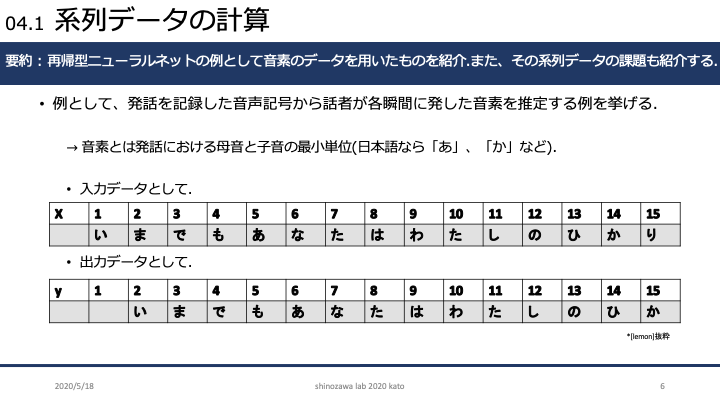 04.1 系列データの計算
要約：再帰型ニューラルネットの例として音素のデータを用いたものを紹介.また、その系列データの課題も紹介する.
• 例として、発話を記録した音声記号から話者が各瞬間に発した音素を推定する例を挙げる.
→音素とは発話における母音と子音の最小単位(日本語なら「あ」、「か」など).
• 入力データとして.
X 1 2 3 4 5 6 7 8 9 10 11 12 13 14 15
い ま で も あ な た は わ た し の ひ か り
• 出力データとして.
y 1 2 3 4 5 6 7 8 9 10 11 12 13 14 15
い ま で も あ な た は わ た し の ひ か
*[lemon]抜粋
2020/5/18 shinozawa lab 2020 kato 6